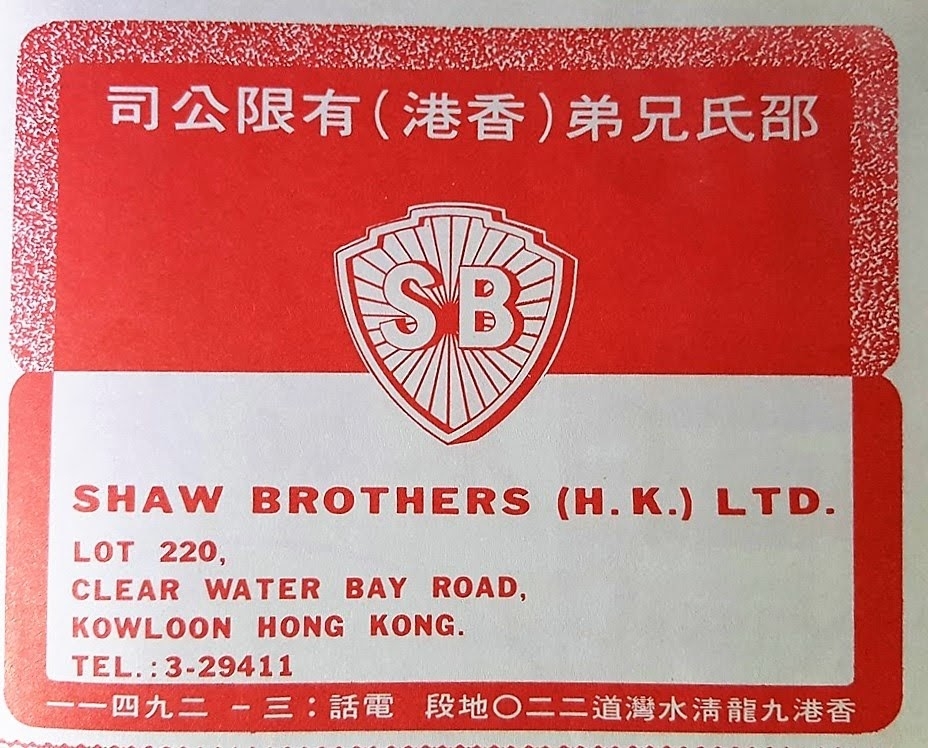 邵氏兄弟(香港)有限公司
SB
SHAW BROTHERS (H.K.) LTD.
LOT 220,
CLEAR WATER BAY ROAD,
KOWLOON HONG KONG.
TEL.: 3-29411
香港九龍清水灣道二二〇地段 電話：三 – 二九四一一